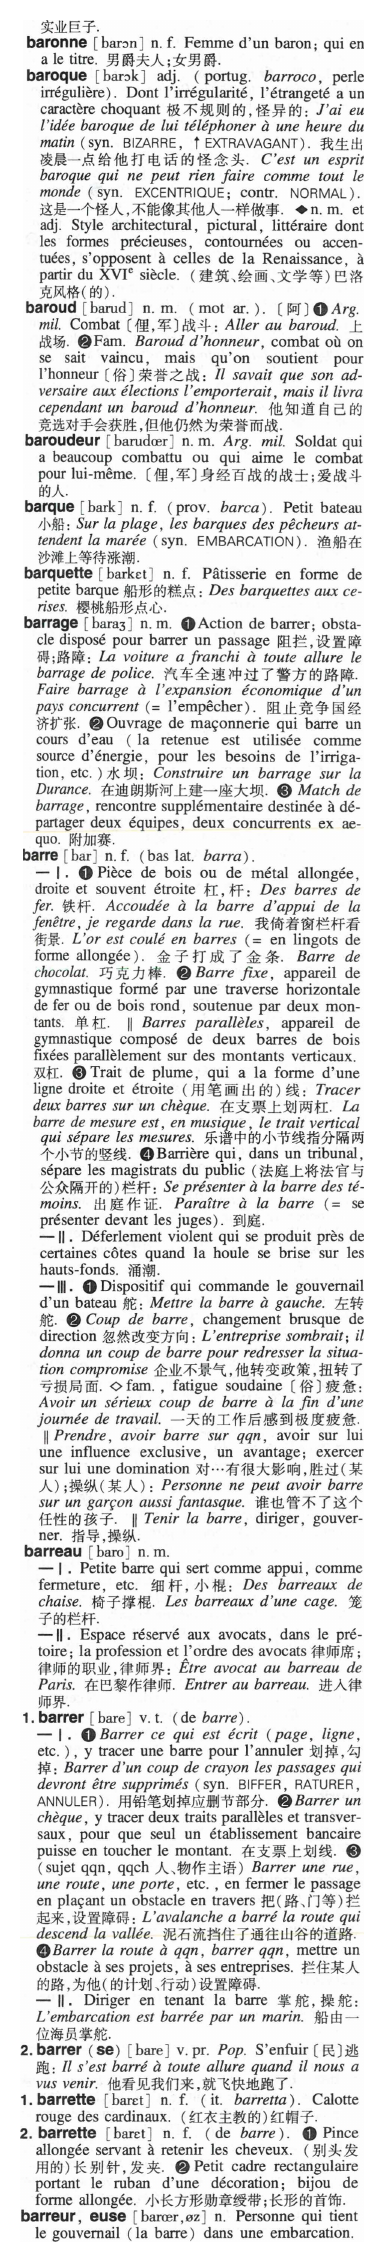 实业巨子.
baronne [barɔn] n. f. Femme d'un baron; qui en
a le titre. 男爵夫人;女男爵.
baroque [barɔk] adj. ( portug. barroco, perle
irrégulière). Dont l'irrégularité, l'étrangeté a un
caractère choquant 极不规则的,怪异的: J'ai eu
l'idée baroque de lui téléphoner à une heure du
matin (syn. BIZARRE, ↑ EXTRAVAGANT). 我生出
凌晨一点给他打电话的怪念头. C'est un esprit
baroque qui ne peut rien faire comme tout le
monde (syn. EXCENTRIQUE; contr. NORMAL).
这是一个怪人,不能像其他人一样做事. ◆n. m. et
adj. Style architectural, pictural, littéraire dont
les formes précieuses, contournées ou accen-
tuées, s'opposent à celles de la Renaissance, à
partir du XVIᵉ siècle. (建筑、绘画、文学等)巴洛
克风格(的).
baroud [barud] n. m. ( mot ar. ). 〔阿〕❶ Arg.
mil. Combat 〔俚,军〕战斗: Aller au baroud. 上
战场. ❷ Fam. Baroud d'honneur, combat où on
se sait vaincu, mais qu'on soutient pour
l'honneur 〔俗〕荣誉之战: Il savait que son ad-
versaire aux élections l'emporterait, mais il livra
cependant un baroud d'honneur. 他知道自己的
竞选对手会获胜,但他仍然为荣誉而战.
baroudeur [barudœr] n. m. Arg. mil. Soldat qui
a beaucoup combattu ou qui aime le combat
pour lui-même. 〔俚,军〕身经百战的战士;爱战斗
的人.
barque [bark] n. f. (prov. barca). Petit bateau
小船: Sur la plage, les barques des pêcheurs at-
tendent la marée (syn. EMBARCATION). 渔船在
沙滩上等待涨潮.
barquette [barkɛt] n. f. Pâtisserie en forme de
petite barque 船形的糕点: Des barquettes aux ce-
rises. 樱桃船形点心.
barrage [baraʒ] n. m. ❶ Action de barrer; obsta-
cle disposé pour barrer un passage 阻拦,设置障
碍;路障: La voiture a franchi à toute allure le
barrage de police. 汽车全速冲过了警方的路障.
Faire barrage à l'expansion économique d'un
pays concurrent (= l'empêcher). 阻止竞争国经
济扩张. ❷ Ouvrage de maçonnerie qui barre un
cours d'eau ( la retenue est utilisée comme
source d'énergie, pour les besoins de l'irriga-
tion, etc. ) 水坝: Construire un barrage sur la
Durance. 在迪朗斯河上建一座大坝. ❸ Match de
barrage, rencontre supplémentaire destinée à dé-
partager deux équipes, deux concurrents ex ae-
quo. 附加赛.
barre [bar] n. f. (bas lat. barra).
— I. ❶ Pièce de bois ou de métal allongée,
droite et souvent étroite 杠,杆: Des barres de
fer. 铁杆. Accoudée à la barre d'appui de la
fenêtre, je regarde dans la rue. 我倚着窗栏杆看
街景. L'or est coulé en barres (= en lingots de
forme allongée). 金子打成了金条. Barre de
chocolat. 巧克力棒. ❷ Barre fixe, appareil de
gymnastique formé par une traverse horizontale
de fer ou de bois rond, soutenue par deux mon-
tants. 单杠. ‖ Barres parallèles, appareil de
gymnastique composé de deux barres de bois
fixées parallèlement sur des montants verticaux.
双杠. ❸ Trait de plume, qui a la forme d'une
ligne droite et étroite (用笔画出的)线: Tracer
deux barres sur un chèque. 在支票上划两杠. La
barre de mesure est, en musique, le trait vertical
qui sépare les mesures. 乐谱中的小节线指分隔两
个小节的竖线. ❹ Barrière qui, dans un tribunal,
sépare les magistrats du public (法庭上将法官与
公众隔开的)栏杆: Se présenter à la barre des té-
moins. 出庭作证. Paraître à la barre (= se
présenter devant les juges). 到庭.
— II. Déferlement violent qui se produit près de
certaines côtes quand la houle se brise sur les
hauts-fonds. 涌潮.
— III. ❶ Dispositif qui commande le gouvernail
d'un bateau 舵: Mettre la barre à gauche. 左转
舵. ❷ Coup de barre, changement brusque de
direction 忽然改变方向: L'entreprise sombrait; il
donna un coup de barre pour redresser la situa-
tion compromise 企业不景气,他转变政策,扭转了
亏损局面. ◇ fam. , fatigue soudaine 〔俗〕疲惫:
Avoir un sérieux coup de barre à la fin d'une
journée de travail. 一天的工作后感到极度疲惫.
‖ Prendre, avoir barre sur qqn, avoir sur lui
une influence exclusive, un avantage; exercer
sur lui une domination 对…有很大影响,胜过(某
人);操纵(某人): Personne ne peut avoir barre
sur un garçon aussi fantasque. 谁也管不了这个
任性的孩子. ‖ Tenir la barre, diriger, gouver-
ner. 指导,操纵.
barreau [baro] n. m.
— I. Petite barre qui sert comme appui, comme
fermeture, etc. 细杆,小棍: Des barreaux de
chaise. 椅子撑棍. Les barreaux d'une cage. 笼
子的栏杆.
— II. Espace réservé aux avocats, dans le pré-
toire; la profession et l'ordre des avocats 律师席;
律师的职业,律师界: Être avocat au barreau de
Paris. 在巴黎作律师. Entrer au barreau. 进入律
师界.
1. barrer [bare] v. t. (de barre).
— I. ❶ Barrer ce qui est écrit (page, ligne,
etc. ), y tracer une barre pour l'annuler 划掉,勾
掉: Barrer d'un coup de crayon les passages qui
devront être supprimés (syn. BIFFER, RATURER,
ANNULER). 用铅笔划掉应删节部分. ❷ Barrer un
chèque, y tracer deux traits parallèles et transver-
saux, pour que seul un établissement bancaire
puisse en toucher le montant. 在支票上划线. ❸
(sujet qqn, qqch 人、物作主语) Barrer une rue,
une route, une porte, etc. , en fermer le passage
en plaçant un obstacle en travers 把(路、门等)拦
起来,设置障碍: L'avalanche a barré la route qui
descend la vallée. 泥石流挡住了通往山谷的道路.
❹ Barrer la route à qqn, barrer qqn, mettre un
obstacle à ses projets, à ses entreprises. 拦住某人
的路,为他(的计划、行动)设置障碍.
— II. Diriger en tenant la barre 掌舵,操舵:
L'embarcation est barrée par un marin. 船由一
位海员掌舵.
2. barrer (se) [bare] v. pr. Pop. S'enfuir [民]逃
跑: Il s'est barré à toute allure quand il nous a
vus venir. 他看见我们来,就飞快地跑了.
1. barrette [barɛt] n. f. (it. barretta). Calotte
rouge des cardinaux. (红衣主教的)红帽子.
2. barrette [barɛt] n. f. ( de barre). ❶ Pince
allongée servant à retenir les cheveux. (别头发
用的)长别针,发夹. ❷ Petit cadre rectangulaire
portant le ruban d'une décoration; bijou de
forme allongée. 小长方形勋章绶带;长形的首饰.
barreur, euse [barœr, øz] n. Personne qui tient
le gouvernail (la barre) dans une embarcation.